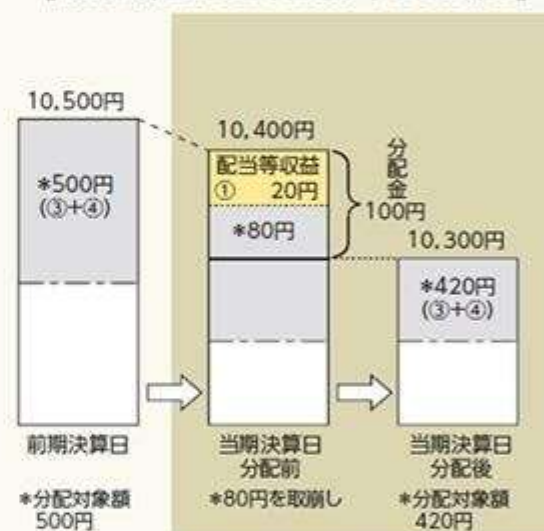 10,500円
*500円
(③+④)
10,400円
配当等収益
① 20円
*80円
分配金
100円
10,300円
*420円
(③+④)
前期決算日
当期決算日
分配前
当期決算日
分配後
*分配対象額
500円
*80円を取崩し
*分配対象額
420円